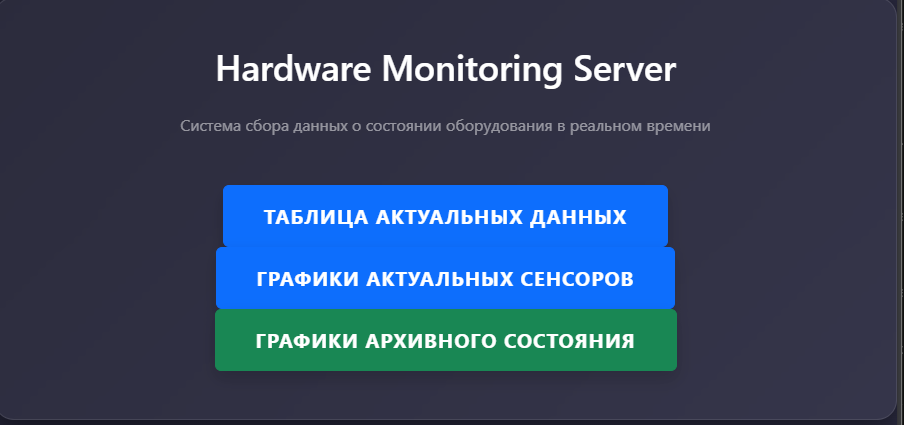 Hardware Monitoring Server
Система сбора данных о состоянии оборудования в реальном времени
ТАБЛИЦА АКТУАЛЬНЫХ ДАННЫХ
ГРАФИКИ АКТУАЛЬНЫХ СЕНСОРОВ
ГРАФИКИ АРХИВНОГО СОСТОЯНИЯ